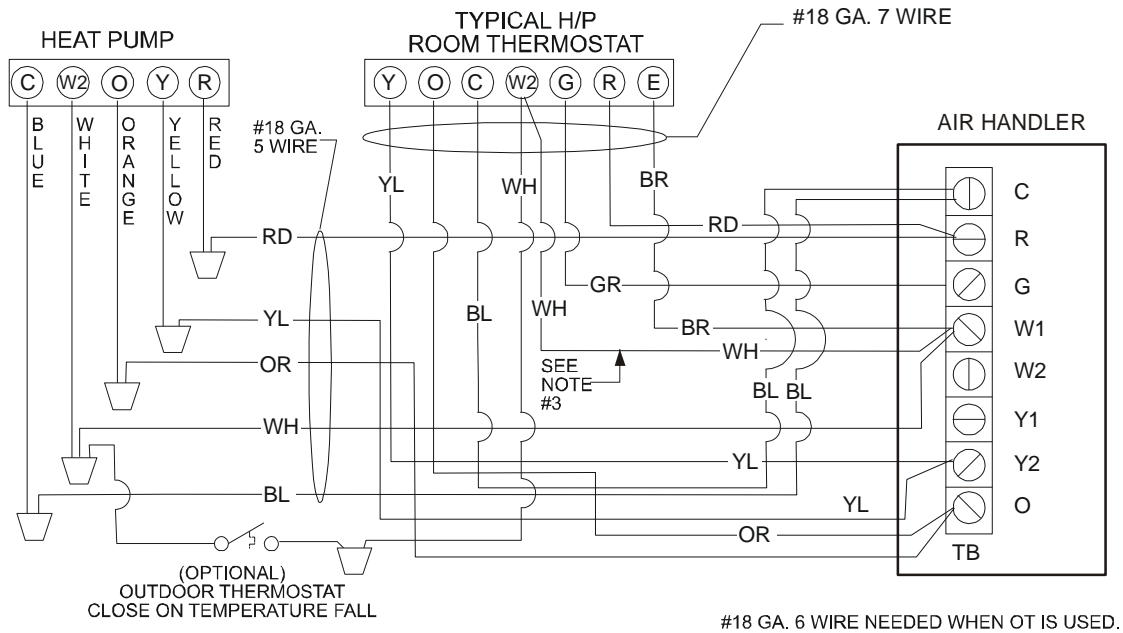 #18 GA. 7 WIRE
TYPICAL H/P
ROOM THERMOSTAT
HEAT PUMP
C W2 O Y R
Y O C W2 G R E
BLUE
WHITE
ORANGE
YELLOW
RED
#18 GA.
5 WIRE
AIR HANDLER
YL
WH
BR
C
RD
RD
R
GR
G
BL
WH
YL
BR
W1
WH
OR
SEE
NOTE
#3
W2
BL BL
Y1
WH
YL
Y2
BL
YL
O
OR
TB
(OPTIONAL)
OUTDOOR THERMOSTAT
CLOSE ON TEMPERATURE FALL
#18 GA. 6 WIRE NEEDED WHEN OT IS USED.